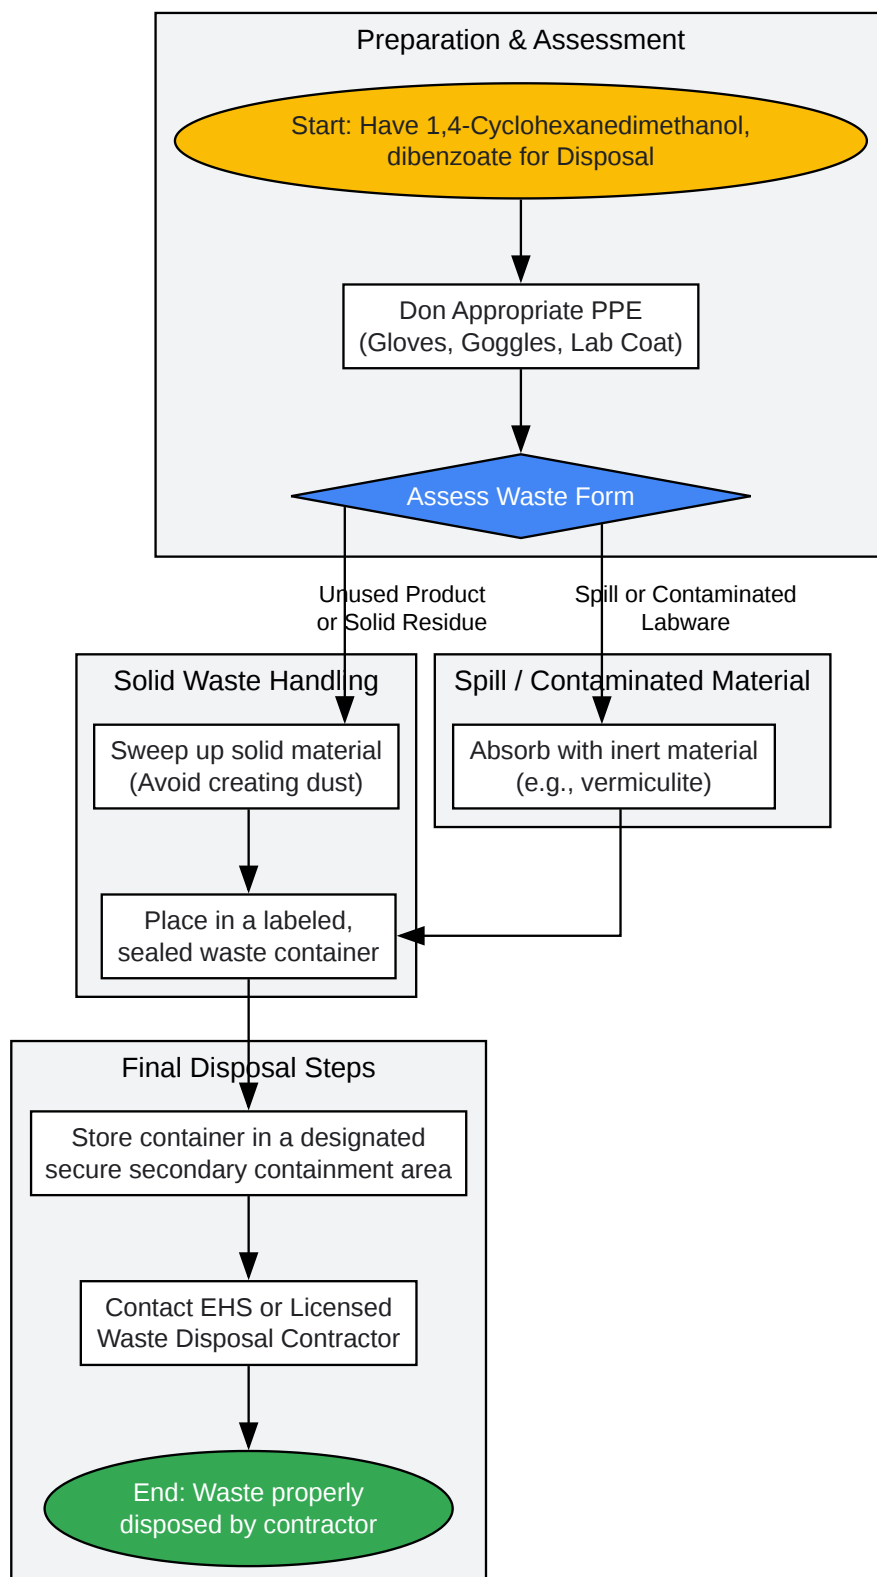 Preparation & Assessment
Start: Have 1,4-Cyclohexanedimethanol,
dibenzoate for Disposal
Don Appropriate PPE
(Gloves, Goggles, Lab Coat)
Assess Waste Form
Unused Product
or Solid Residue
Spill or Contaminated
Labware
Solid Waste Handling
Sweep up solid material
(Avoid creating dust)
Place in a labeled,
sealed waste container
Spill / Contaminated Material
Absorb with inert material
(e.g., vermiculite)
Final Disposal Steps
Store container in a designated
secure secondary containment area
Contact EHS or Licensed
Waste Disposal Contractor
End: Waste properly
disposed by contractor